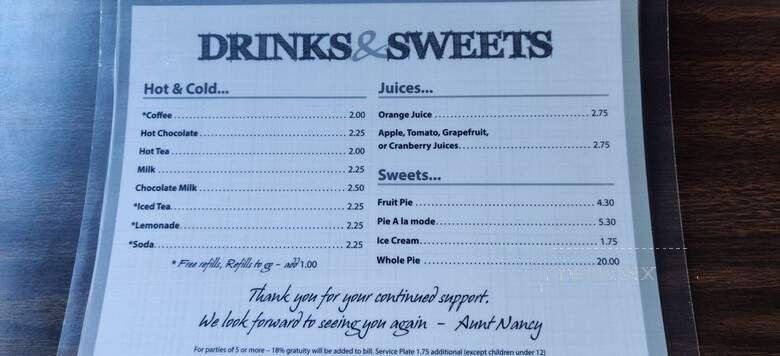 DRINKS & SWEETS
Hot & Cold...
*Coffee 2.00
Hot Chocolate 2.25
Hot Tea 2.00
Milk 2.25
Chocolate Milk 2.50
*Iced Tea 2.25
*Lemonade 2.25
*Soda 2.25
* Free refills, Refills to go – add 1.00
Juices...
Orange Juice 2.75
Apple, Tomato, Grapefruit,
or Cranberry Juices 2.75
Sweets...
Fruit Pie 4.30
Pie A la mode 5.30
Ice Cream 1.75
Whole Pie 20.00
Thank you for your continued support.
We look forward to seeing you again – Aunt Nancy
For parties of 5 or more – 18% gratuity will be added to bill. Service Plate 1.75 additional (except children under 12)